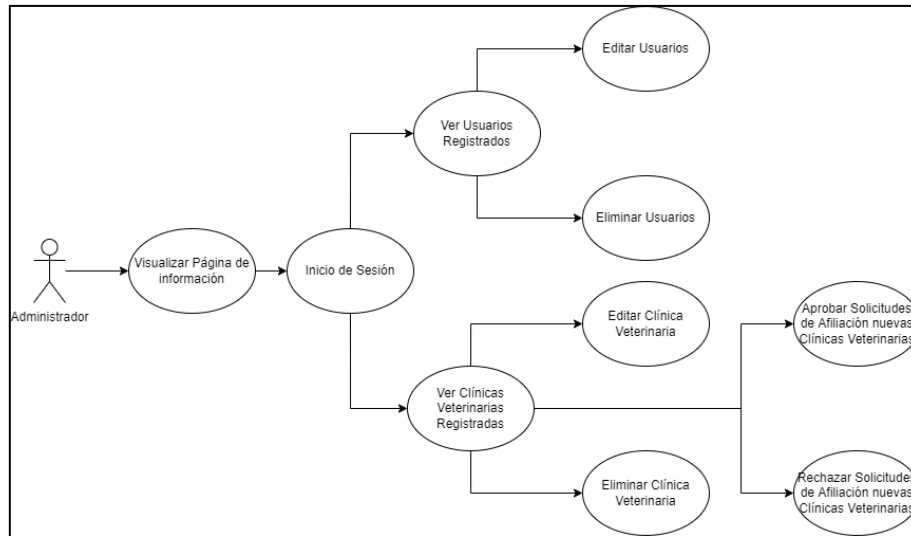 Editar Usuarios
Ver Usuarios
Registrados
Eliminar Usuarios
Administrador
Visualizar Página de
información
Inicio de Sesión
Editar Clínica
Veterinaria
Ver Clínicas
Veterinarias
Registradas
Eliminar Clínica
Veterinaria
Aprobar Solicitudes
de Afiliación nuevas
Clínicas Veterinarias
Rechazar Solicitudes
de Afiliación nuevas
Clínicas Veterinarias